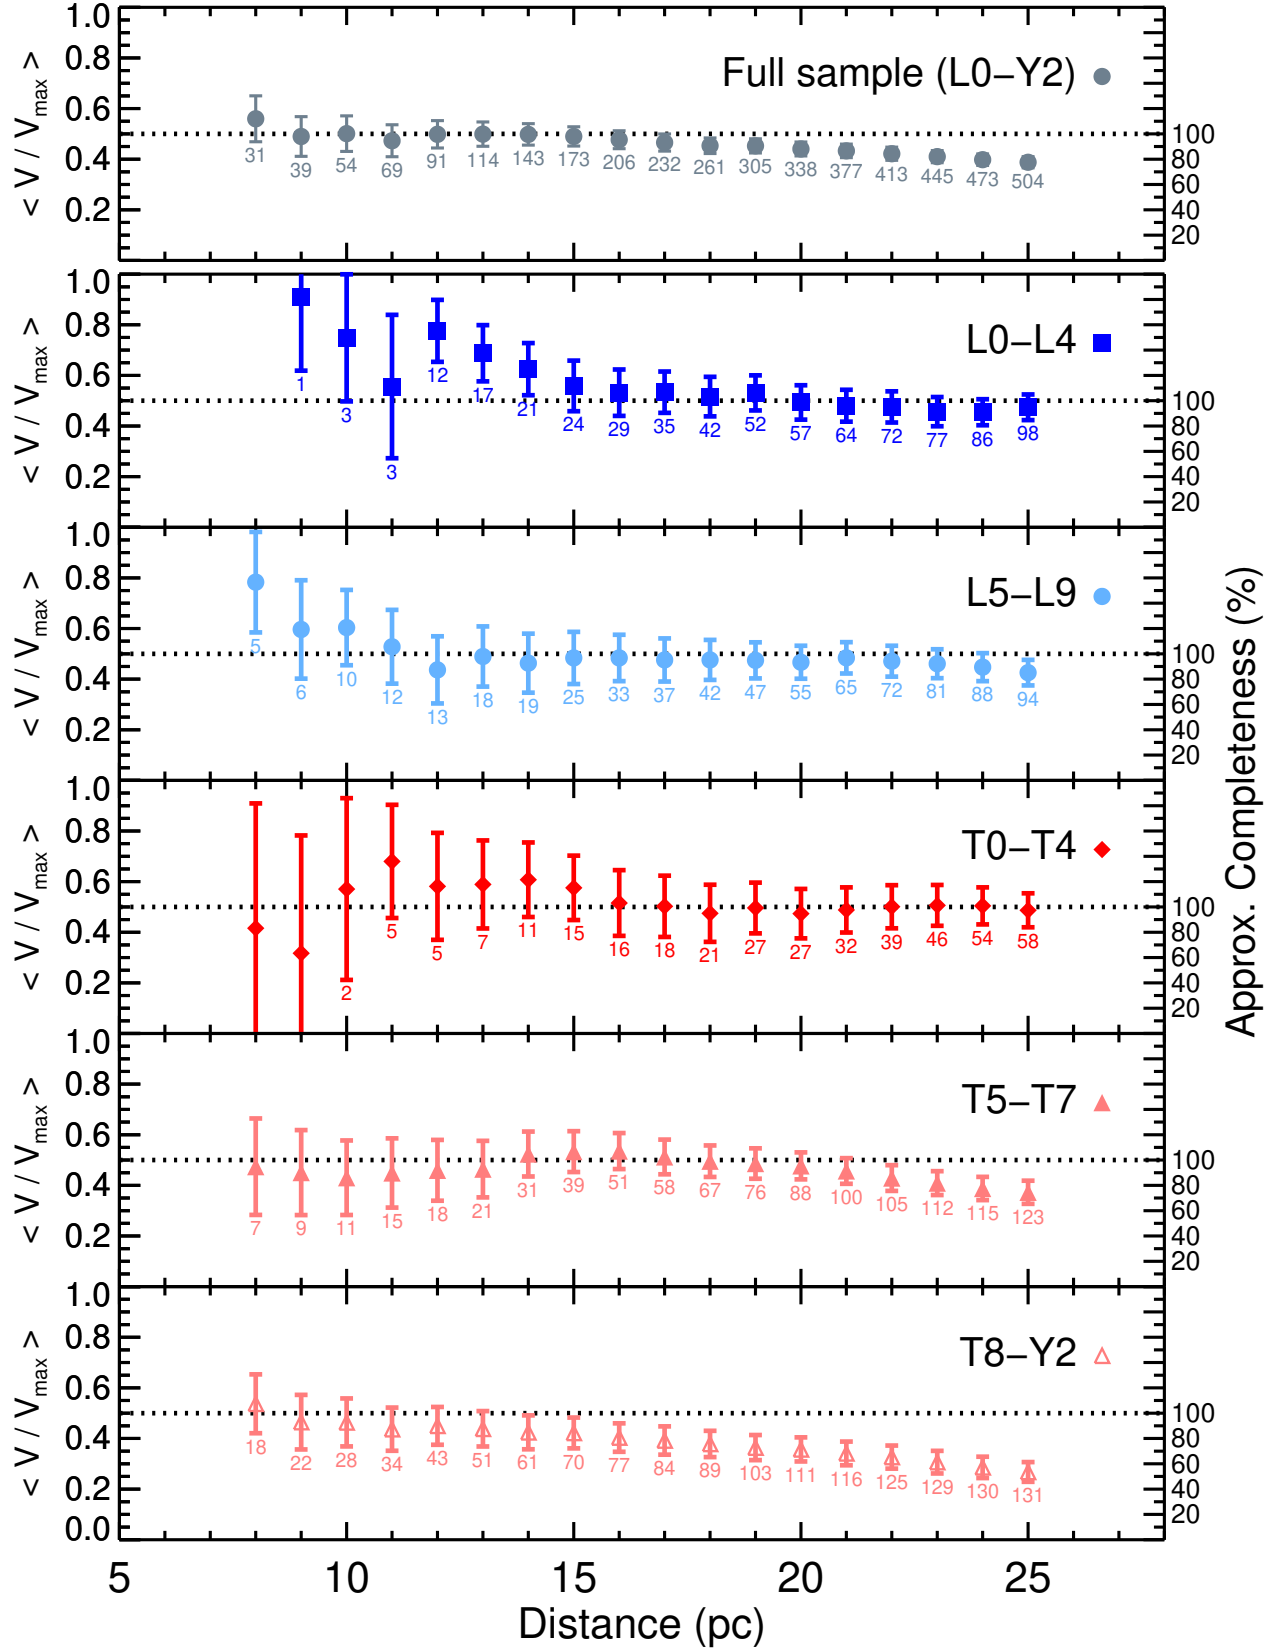 1.0
0.8
0.6
0.4
0.2
< V / Vmax >
Full sample (L0−Y2)
31 39 54 69 91 114 143 173 206 232 261 305 338 377 413 445 473 504
100
80
60
40
20
1.0
0.8
0.6
0.4
0.2
< V / Vmax >
L0−L4
1 3 3 12 17 21 24 29 35 42 52 57 64 72 77 86 98
100
80
60
40
20
1.0
0.8
0.6
0.4
0.2
< V / Vmax >
L5−L9
5 6 10 12 13 18 19 25 33 37 42 47 55 65 72 81 88 94
100
80
60
40
20
Approx. Completeness (%)
1.0
0.8
0.6
0.4
0.2
< V / Vmax >
T0−T4
2 5 5 7 11 15 16 18 21 27 27 32 39 46 54 58
100
80
60
40
20
1.0
0.8
0.6
0.4
0.2
< V / Vmax >
T5−T7
7 9 11 15 18 21 31 39 51 58 67 76 88 100 105 112 115 123
100
80
60
40
20
1.0
0.8
0.6
0.4
0.2
0.0
< V / Vmax >
T8−Y2
18 22 28 34 43 51 61 70 77 84 89 103 111 116 125 129 130 131
100
80
60
40
20
5 10 15 20 25
Distance (pc)